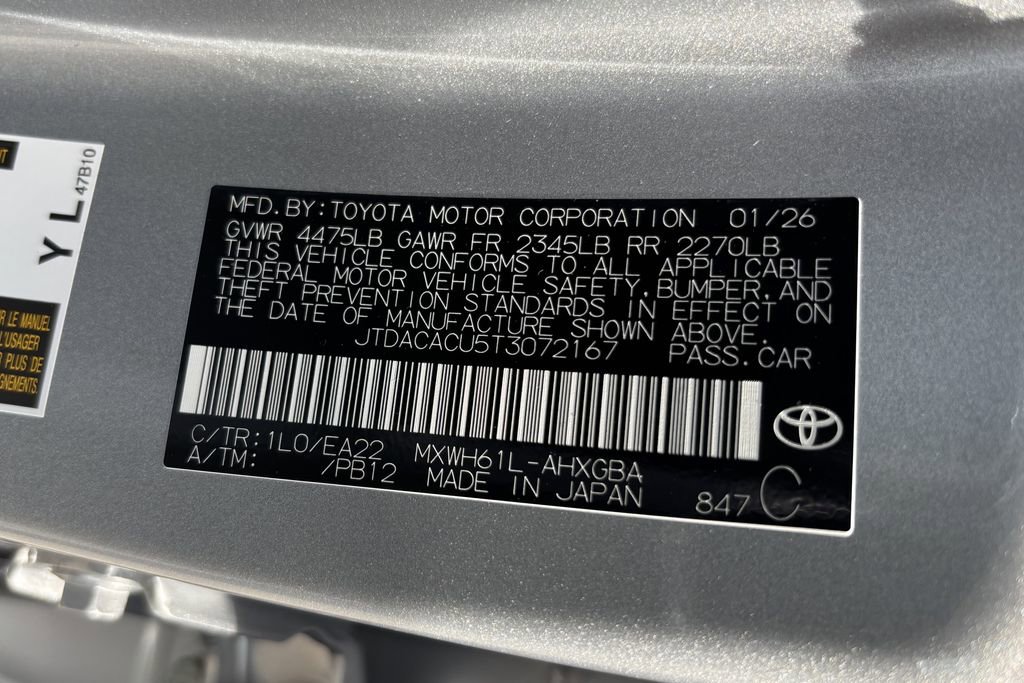 Y L 47B10
R LE MANUEL
L'USAGER
PLUS DE
GNEMENTS.
MFD.BY:TOYOTA MOTOR CORPORATION 01/26
GVWR 4475LB GAWR FR 2345LB RR 2270LB
THIS VEHICLE CONFORMS TO ALL APPLICABLE
FEDERAL MOTOR VEHICLE SAFETY,BUMPER,AND
THEFT PREVENTION STANDARDS IN EFFECT ON
THE DATE OF MANUFACTURE SHOWN ABOVE.
JTDACACU5T3072167 PASS.CAR
C/TR:1L0/EA22 MXWH61L-AHXGBA
A/TM: /PB12 MADE IN JAPAN 847 C